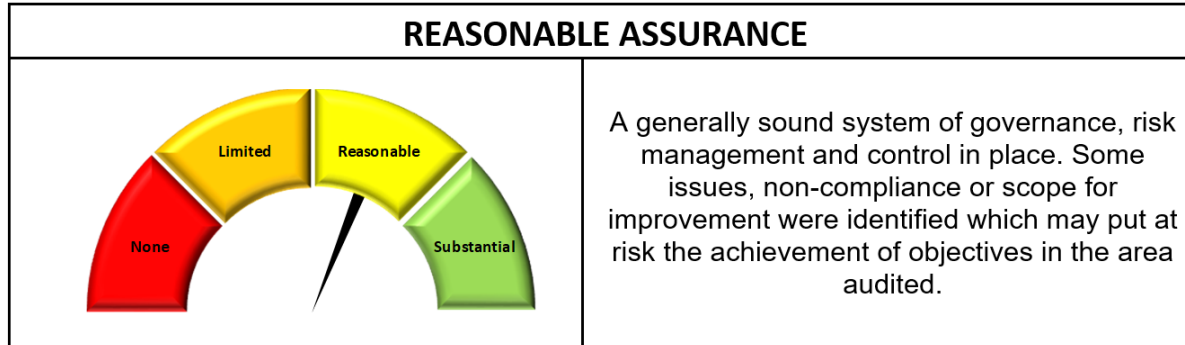 REASONABLE ASSURANCE
Limited
Reasonable
None
Substantial
A generally sound system of governance, risk
management and control in place. Some
issues, non-compliance or scope for
improvement were identified which may put at
risk the achievement of objectives in the area
audited.